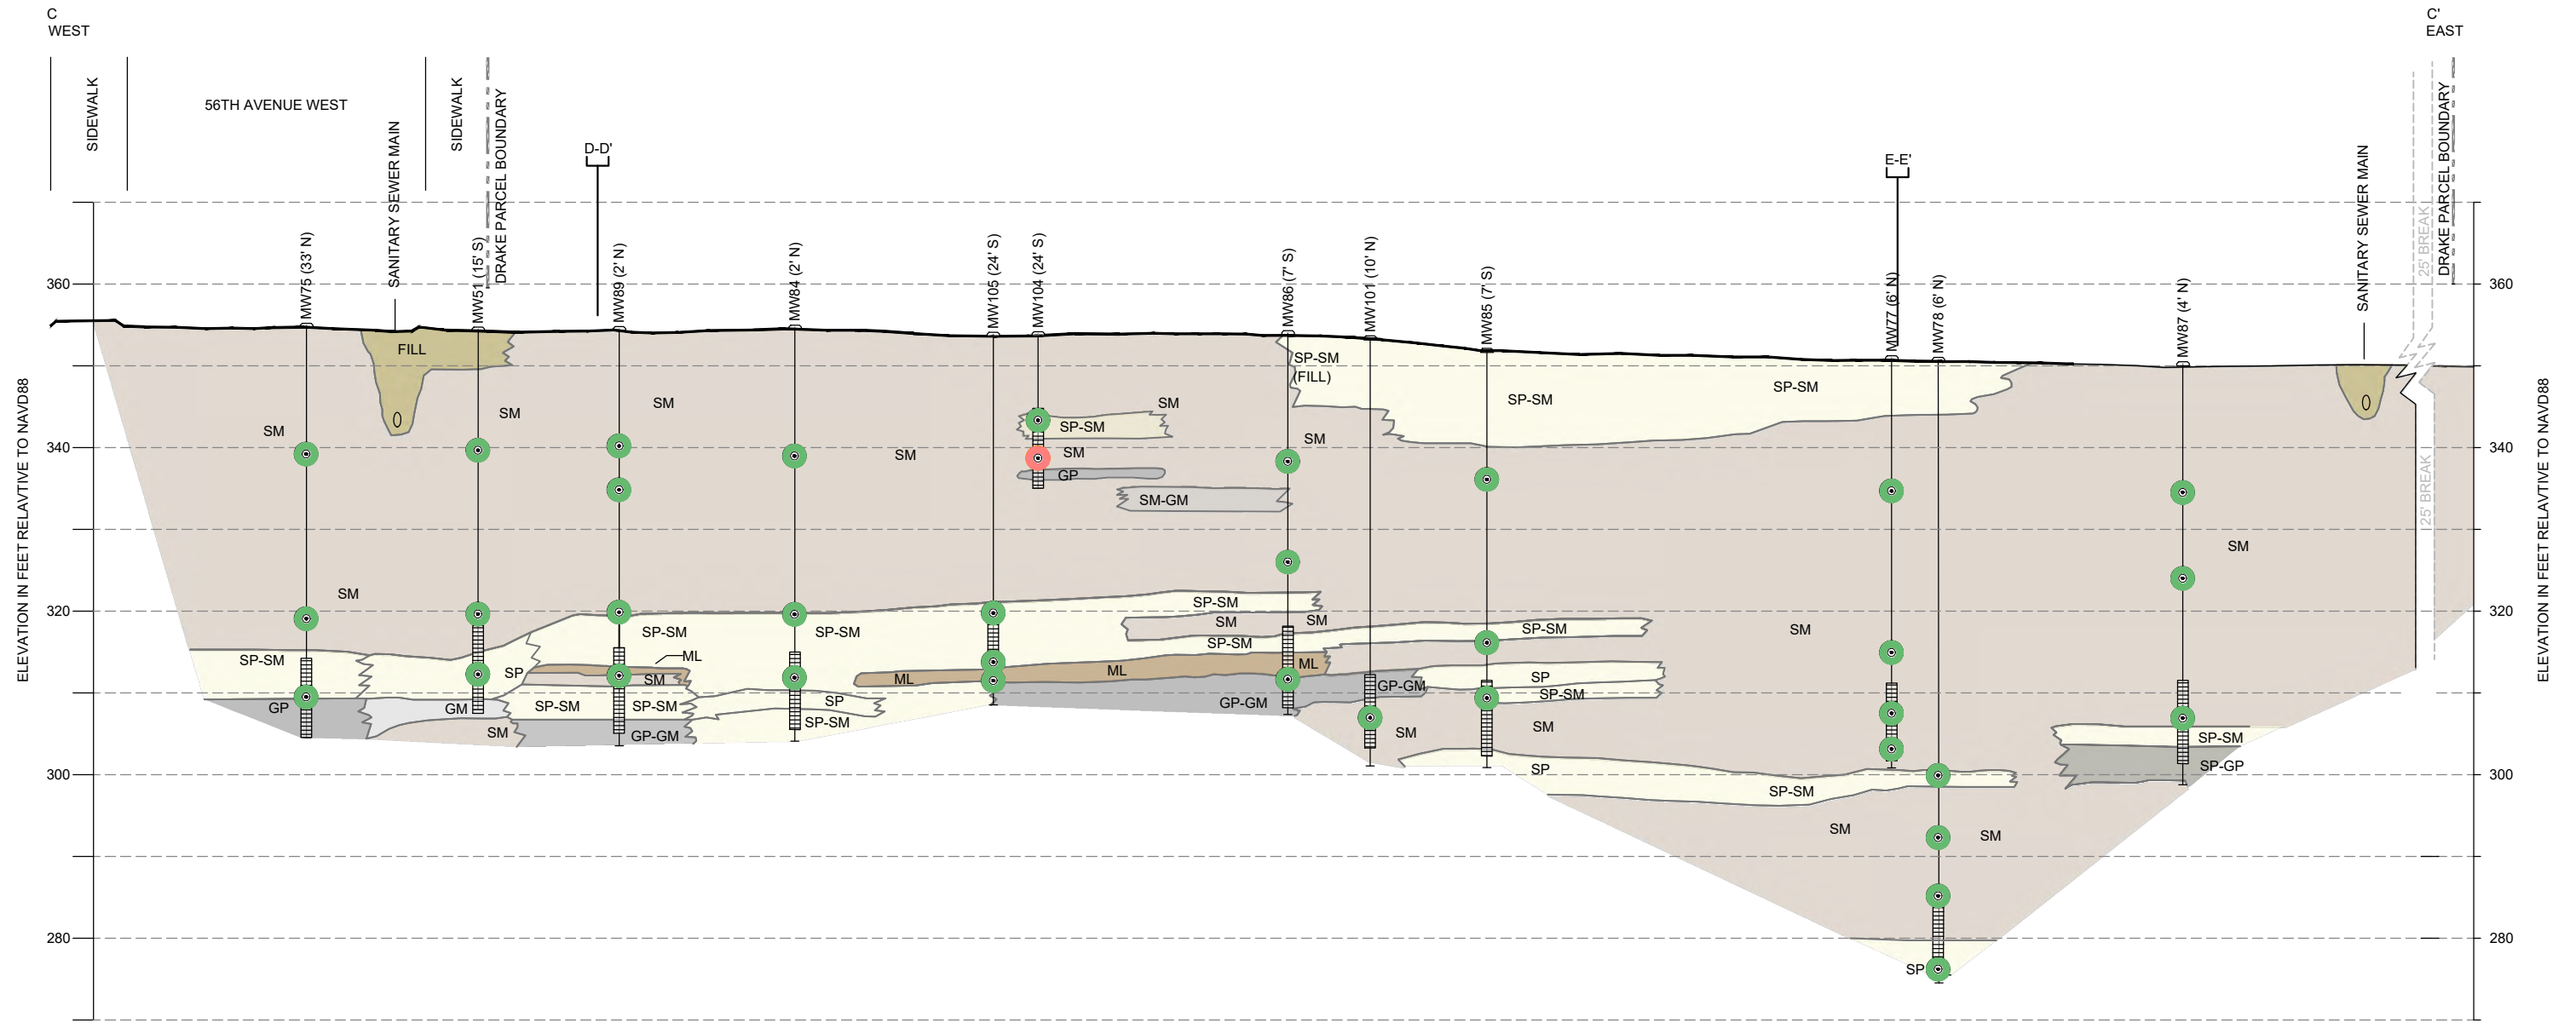 C
WEST
C'
EAST
SIDEWALK
56TH AVENUE WEST
SANITARY SEWER MAIN
SIDEWALK
DRAKE PARCEL BOUNDARY
D-D'
E-E'
SANITARY SEWER MAIN
25' BREAK
DRAKE PARCEL BOUNDARY
MW75 (33' N)
MW51 (15' S)
MW89 (2' N)
MW84 (2' N)
MW105 (24' S)
MW104 (24' S)
MW86 (7' S)
MW101 (10' N)
MW85 (7' S)
MW77 (6' N)
MW78 (6' N)
MW87 (4' N)
ELEVATION IN FEET RELAVTIVE TO NAVD88
360
340
320
300
280
360
340
320
300
280
ELEVATION IN FEET RELAVTIVE TO NAVD88
FILL
SP-SM
(FILL)
SP-SM
SP-SM
SM
SM
SM
SM
SP-SM
SM
SM
SM
SM
GP
SM-GM
25' BREAK
SM
SM
SP-SM
SM
SM
SP-SM
SP-SM
SM
SP-SM
SP-SM
SP-SM
ML
SP
SM
ML
ML
ML
SP
GP-GM
SP-SM
GP
GM
SP-SM
SP-SM
SP
GP-GM
SP-SM
SM
SM
SM
GP-GM
SP-SM
SP-GP
SP
SP-SM
SM
SM
SP